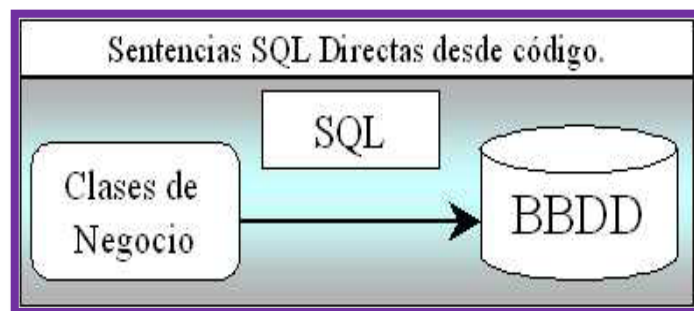 Sentencias SQL Directas desde código.
SQL
Clases de
Negocio
BBDD